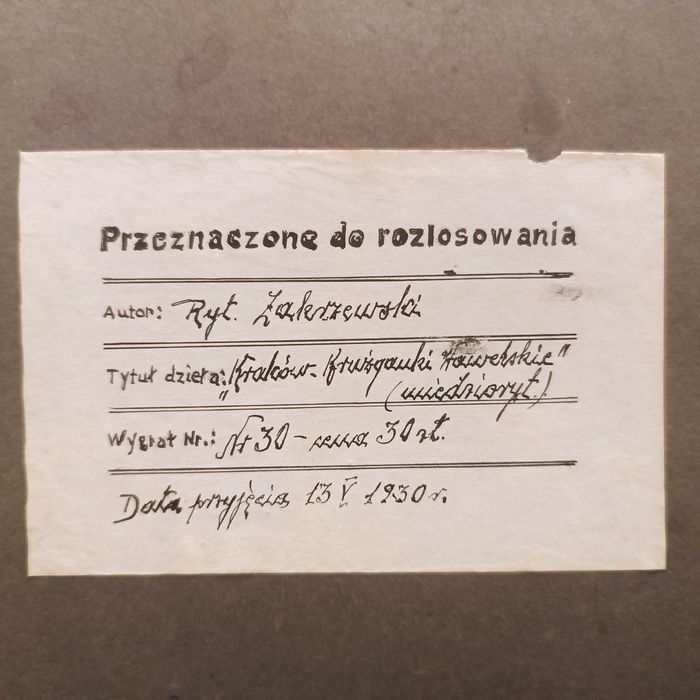 Przeznaczone do rozlosowania
Autor: Ryt. Zakrzewski
Tytuł dzieła: „Kraków - Krużganki Wawelskie"
(miedzioryt.)
Wygrał Nr.: Nr 30 - cena 30 zł.
Data przyjęcia 13 V 1930 r.